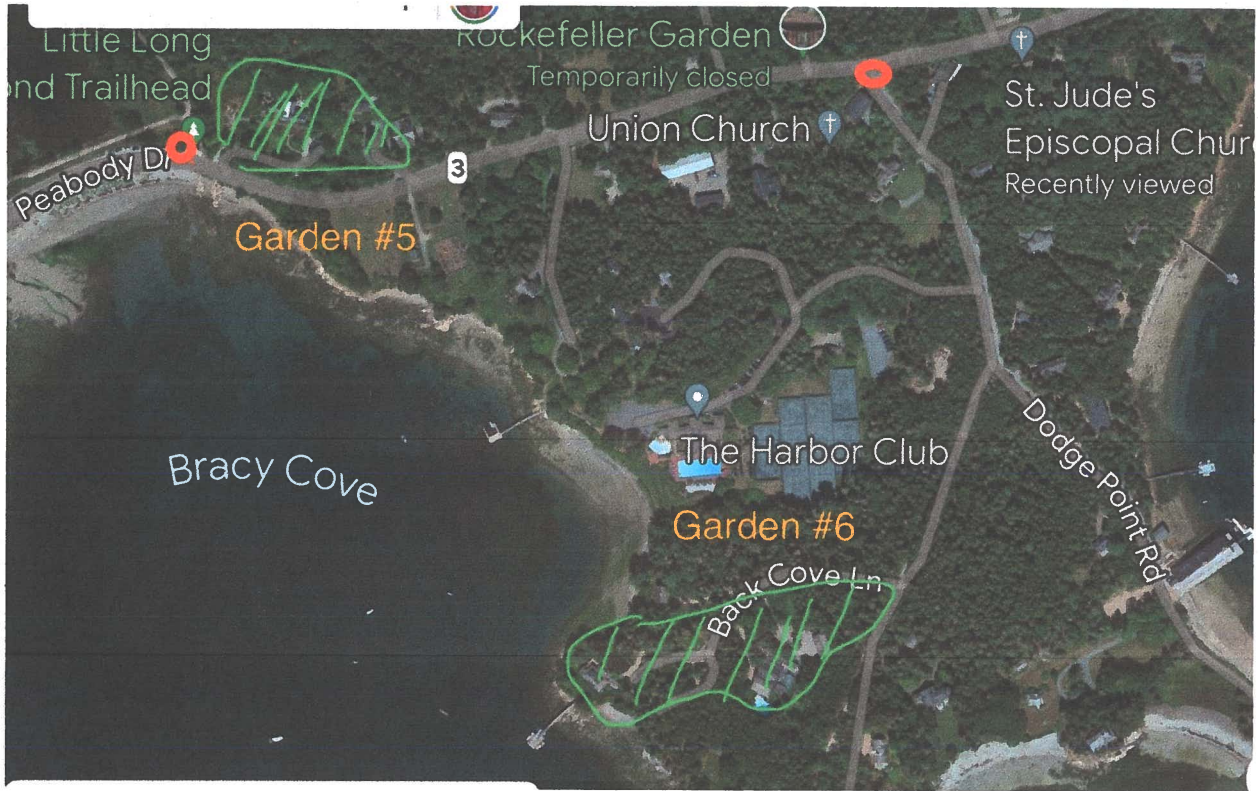 Little Long
ond Trailhead
Rockefeller Garden
Temporarily closed
St. Jude's
Episcopal Chur
Recently viewed
Union Church
Peabody Dr
3
Garden #5
The Harbor Club
Dodge Point Rd
Bracy Cove
Garden #6
Back Cove Ln